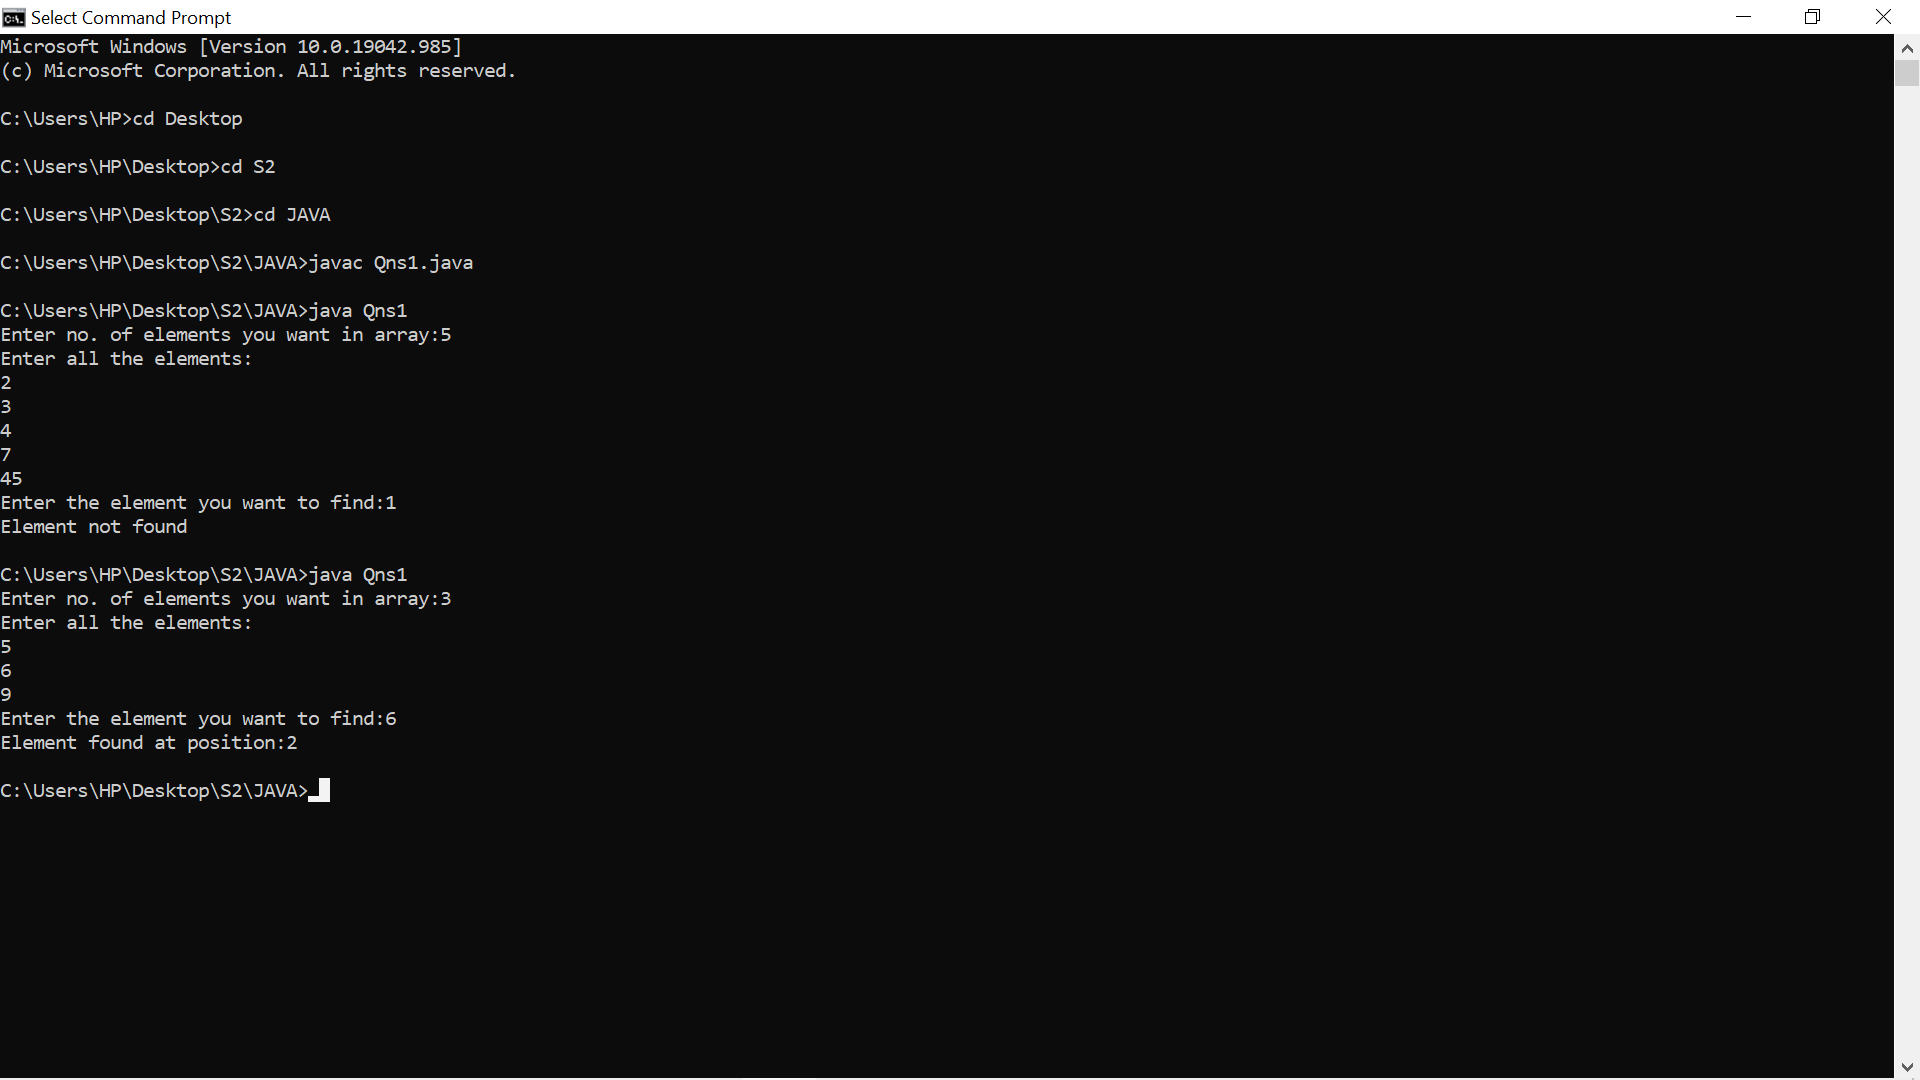 Select Command Prompt
Microsoft Windows [Version 10.0.19042.985]
(c) Microsoft Corporation. All rights reserved.
C:\Users\HP>cd Desktop
C:\Users\HP\Desktop>cd S2
C:\Users\HP\Desktop\S2>cd JAVA
C:\Users\HP\Desktop\S2\JAVA>javac Qns1.java
C:\Users\HP\Desktop\S2\JAVA>java Qns1
Enter no. of elements you want in array:5
Enter all the elements:
2
3
4
7
45
Enter the element you want to find:1
Element not found
C:\Users\HP\Desktop\S2\JAVA>java Qns1
Enter no. of elements you want in array:3
Enter all the elements:
5
6
9
Enter the element you want to find:6
Element found at position:2
C:\Users\HP\Desktop\S2\JAVA>